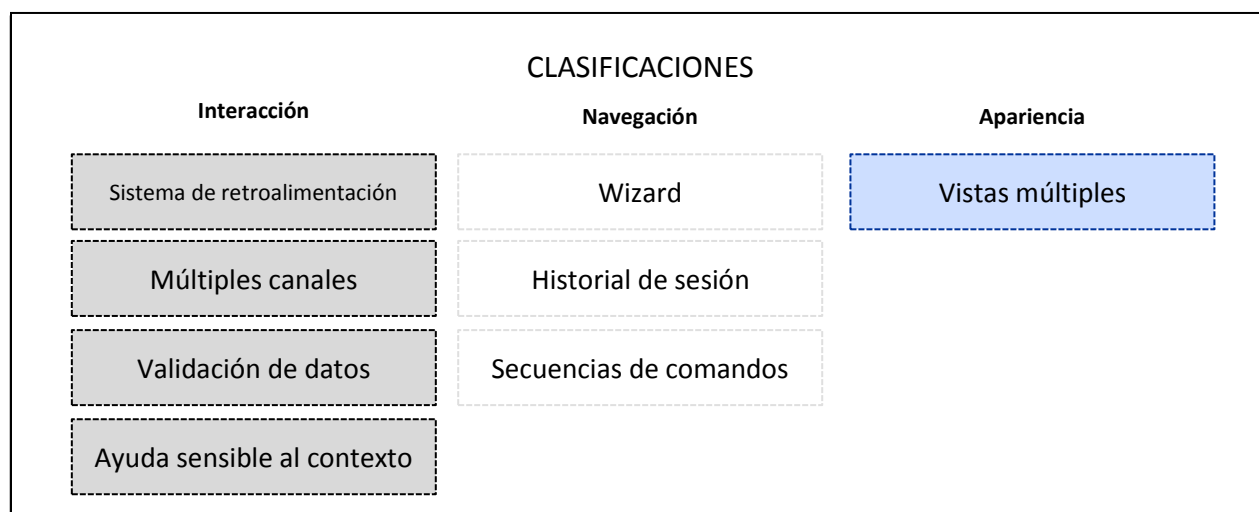 CLASIFICACIONES
Interacción
Navegación
Apariencia
Sistema de retroalimentación
Wizard
Vistas múltiples
Múltiples canales
Historial de sesión
Validación de datos
Secuencias de comandos
Ayuda sensible al contexto